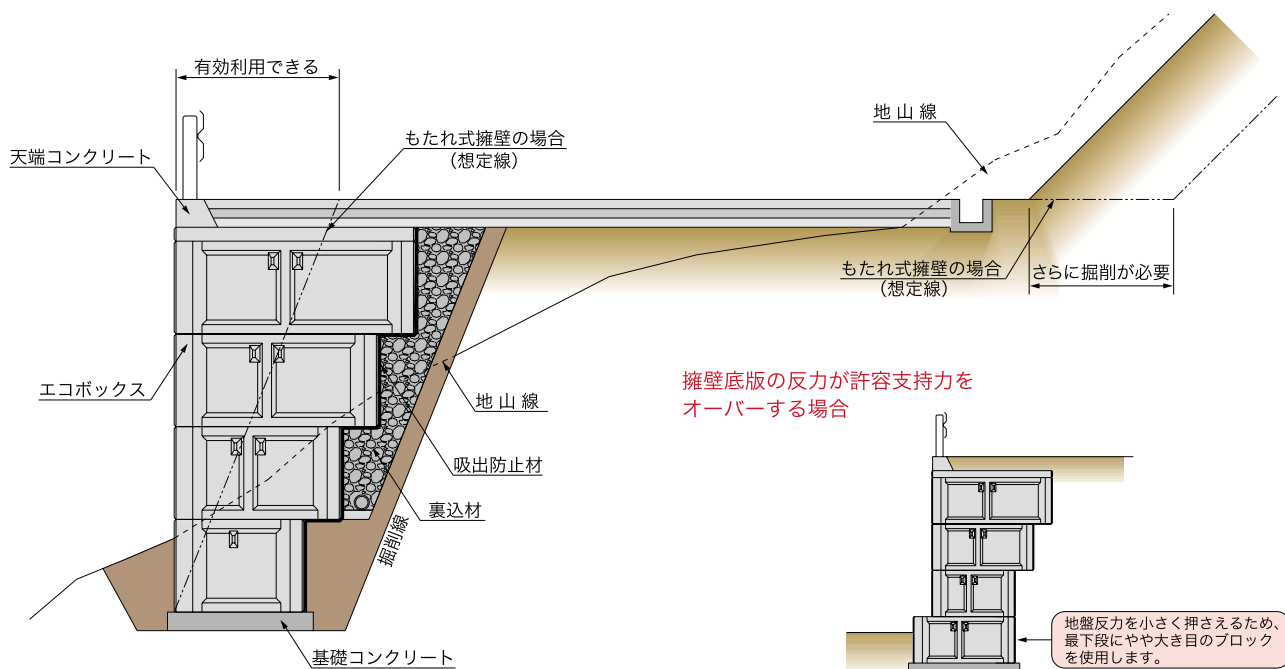 有効利用できる
もたれ式擁壁の場合
（想定線）
天端コンクリート
地山線
もたれ式擁壁の場合
（想定線）
さらに掘削が必要
エコボックス
地山線
吸出防止材
裏込材
掘削線
基礎コンクリート
擁壁底版の反力が許容支持力を
オーバーする場合
地盤反力を小さく押さえるため、
最下段にやや大き目のブロック
を使用します。